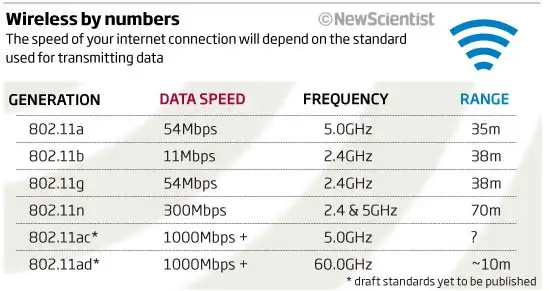 Wireless by numbers
©NewScientist
The speed of your internet connection will depend on the standard
used for transmitting data
GENERATION DATA SPEED FREQUENCY RANGE
802.11a 54Mbps 5.0GHz 35m
802.11b 11Mbps 2.4GHz 38m
802.11g 54Mbps 2.4GHz 38m
802.11n 300Mbps 2.4 & 5GHz 70m
802.11ac* 1000Mbps + 5.0GHz ?
802.11ad* 1000Mbps + 60.0GHz ~10m
* draft standards yet to be published